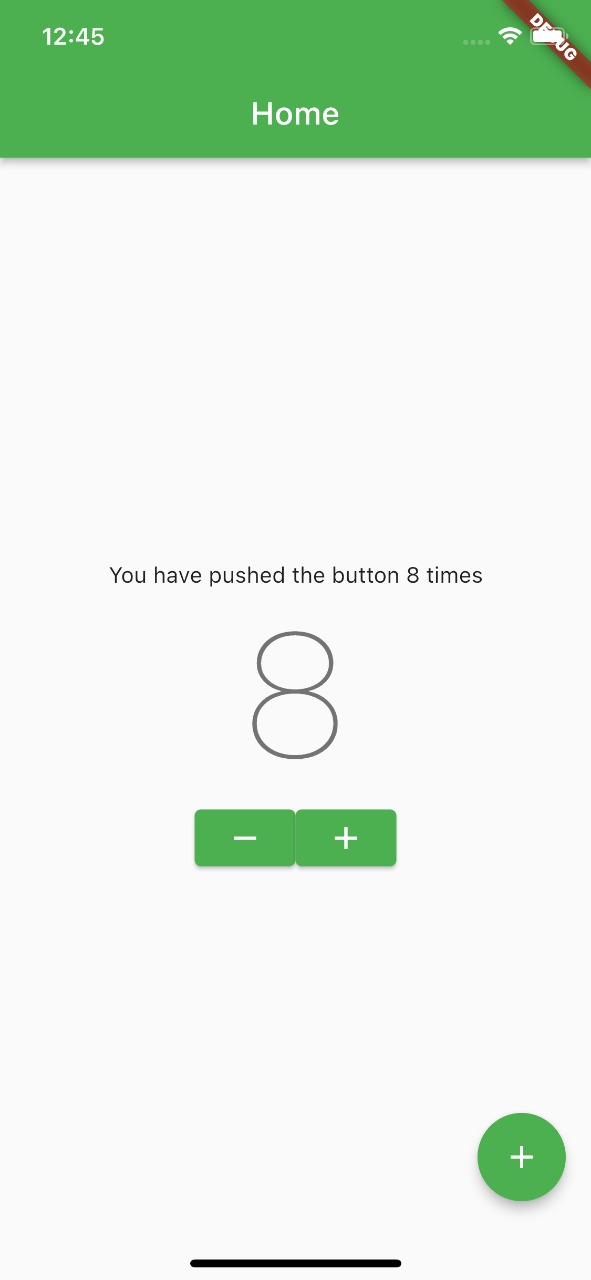 12:45
DEBUG
Home
You have pushed the button 8 times
8
− +
+